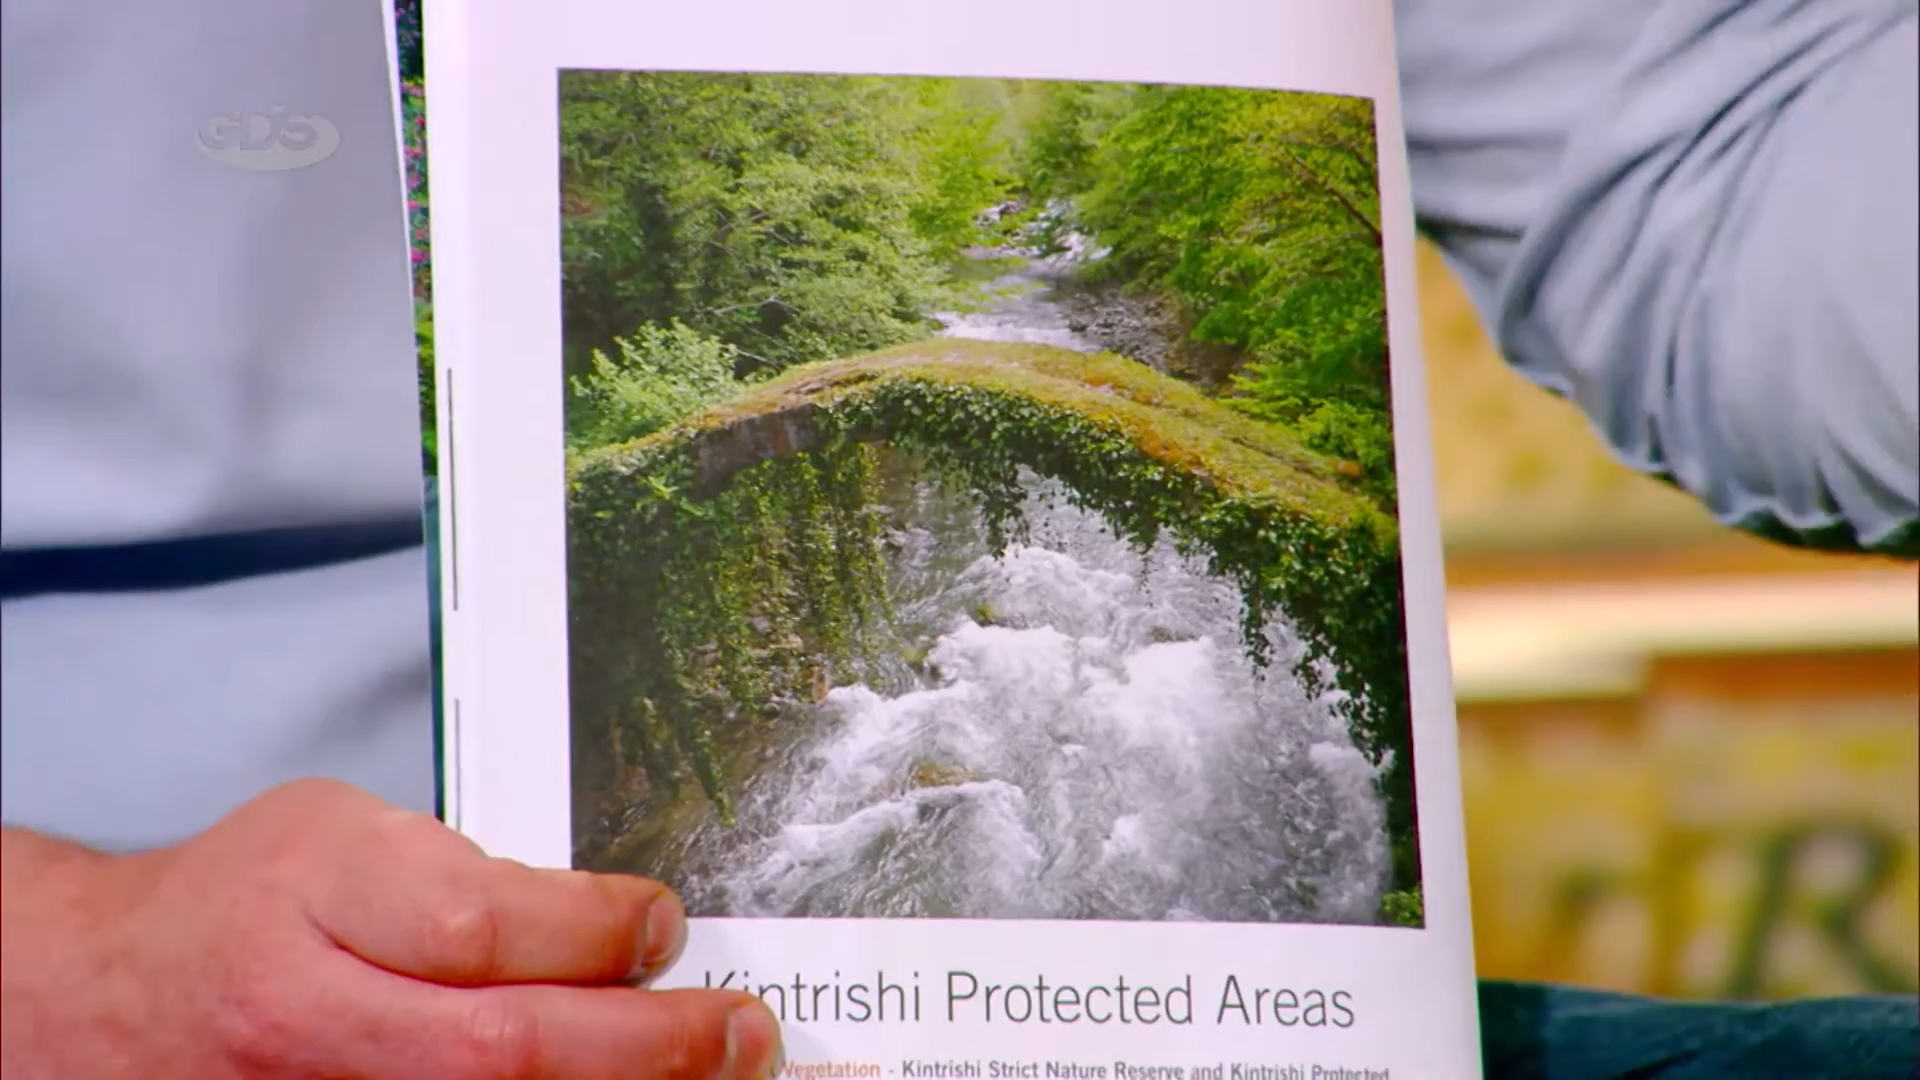 GDS
Kintrishi Protected Areas
Vegetation - Kintrishi Strict Nature Reserve and Kintrishi Protected